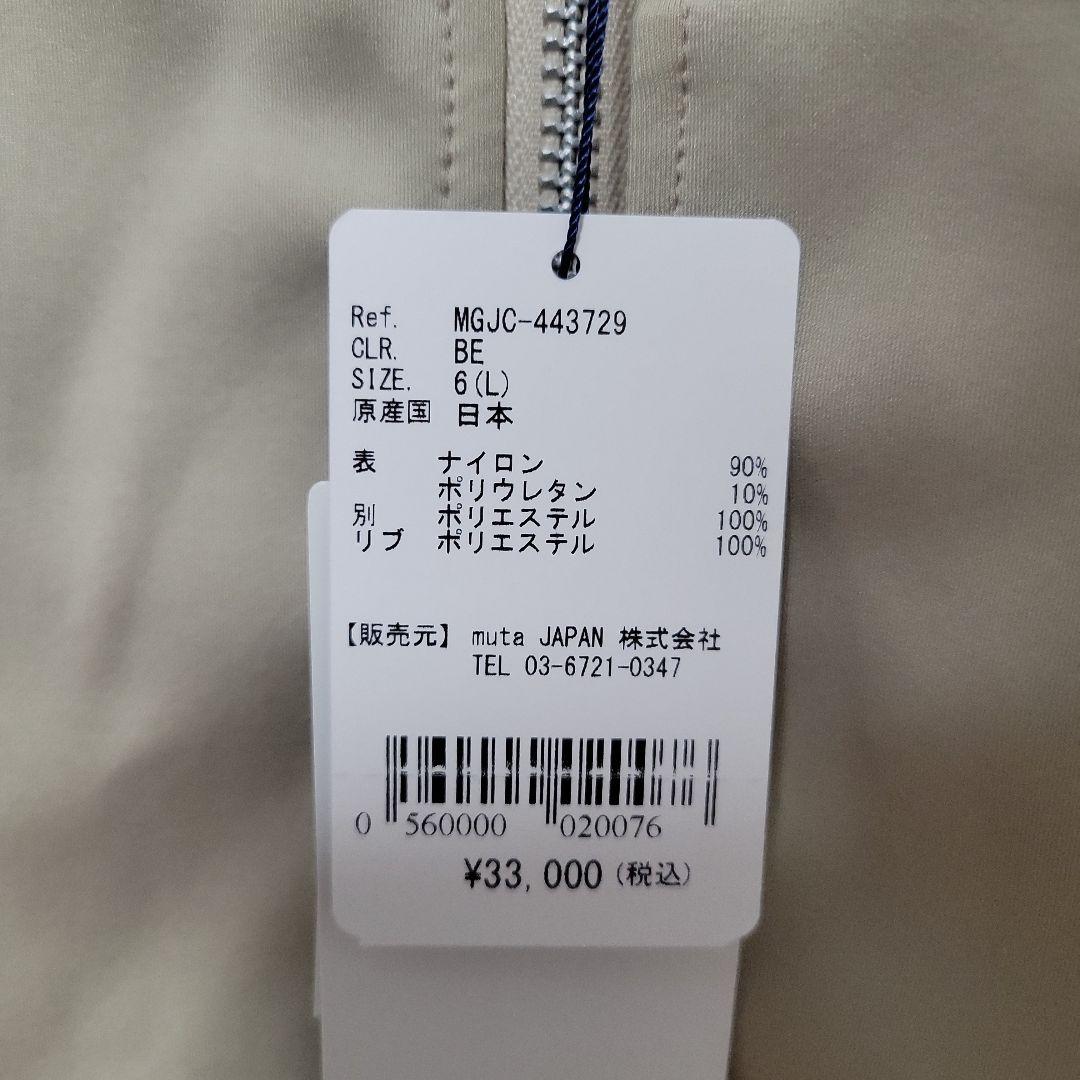 Ref. MGJC-443729
CLR. BE
SIZE. 6(L)
原産国 日本
表 ナイロン 90%
ポリウレタン 10%
別 ポリエステル 100%
リブ ポリエステル 100%
【販売元】 muta JAPAN 株式会社
TEL 03-6721-0347
0 560000 020076
¥33,000(税込)